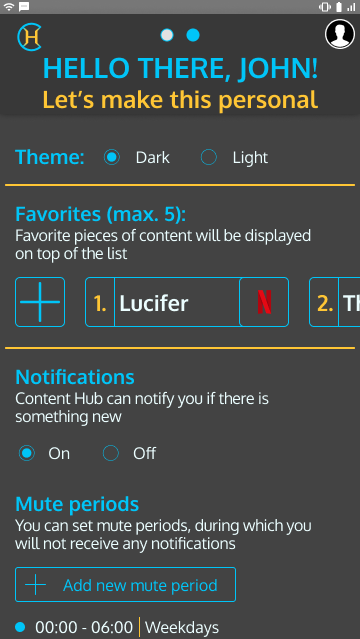 HELLO THERE, JOHN!
Let's make this personal
Theme: Dark Light
Favorites (max. 5):
Favorite pieces of content will be displayed
on top of the list
1. Lucifer N 2. Th
Notifications
Content Hub can notify you if there is
something new
On Off
Mute periods
You can set mute periods, during which you
will not receive any notifications
Add new mute period
00:00 - 06:00 | Weekdays